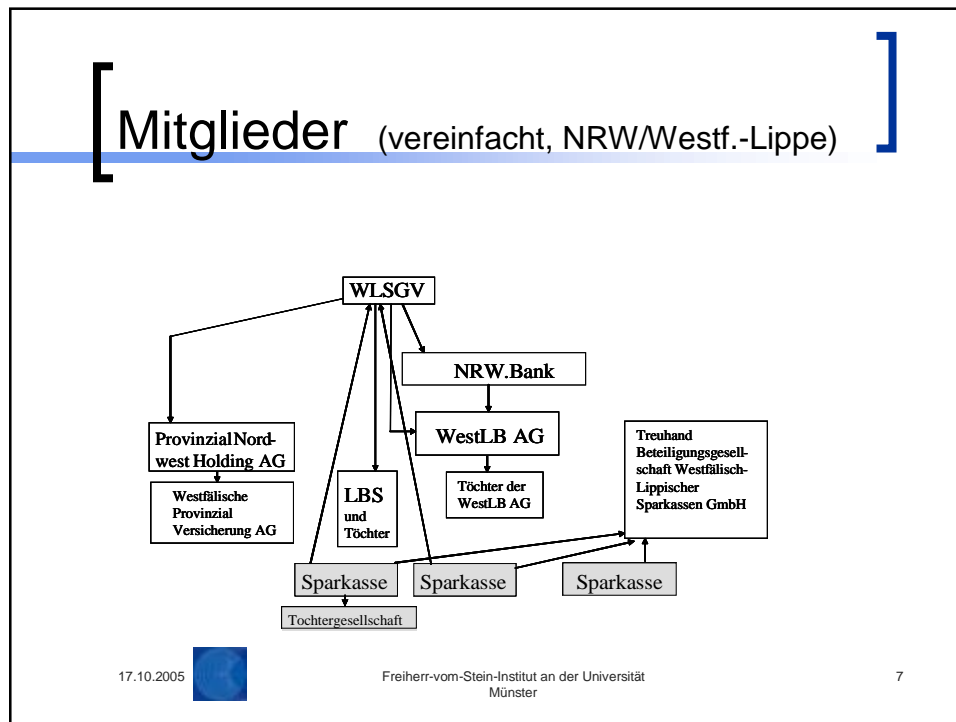 Mitglieder (vereinfacht, NRW/Westf.-Lippe)
WLSGV
NRW.Bank
WestLB AG
Töchter der
WestLB AG
Provinzial Nord-
west Holding AG
Westfälische
Provinzial
Versicherung AG
LBS
und
Töchter
Treuhand
Beteiligungsgesell-
schaft Westfälisch-
Lippischer
Sparkassen GmbH
Sparkasse
Sparkasse
Sparkasse
Tochtergesellschaft
17.10.2005
Freiherr-vom-Stein-Institut an der Universität
Münster
7